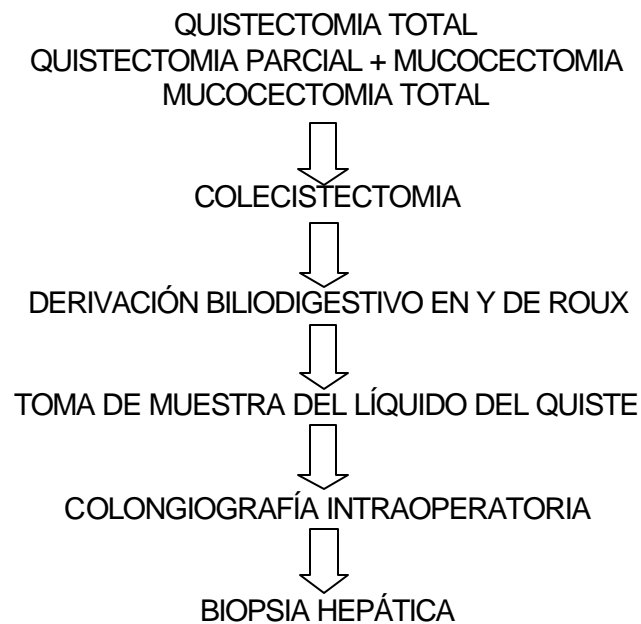 QUISTECTOMIA TOTAL
QUISTECTOMIA PARCIAL + MUCOCECTOMIA
MUCOCECTOMIA TOTAL
COLECISTECTOMIA
DERIVACIÓN BILIODIGESTIVO EN Y DE ROUX
TOMA DE MUESTRA DEL LÍQUIDO DEL QUISTE
COLONGIOGRAFÍA INTRAOPERATORIA
BIOPSIA HEPÁTICA